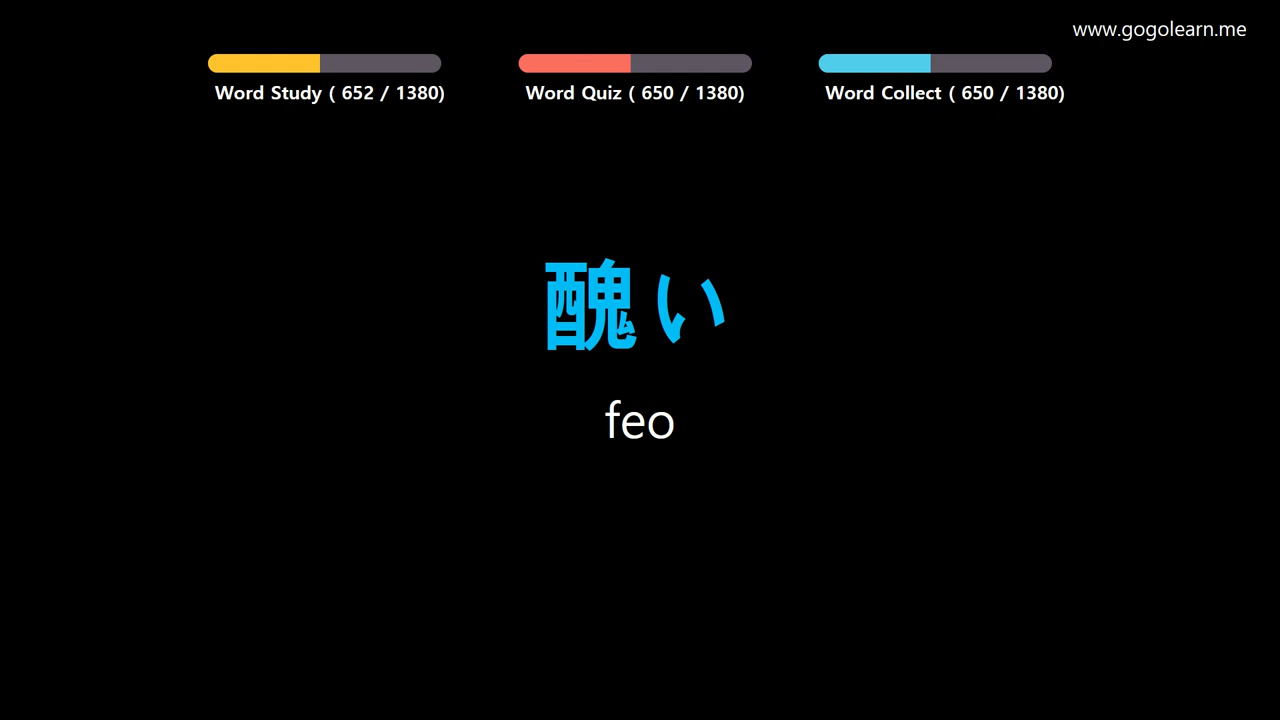 www.gogolearn.me
Word Study ( 652 / 1380)
Word Quiz ( 650 / 1380)
Word Collect ( 650 / 1380)
醜い
feo